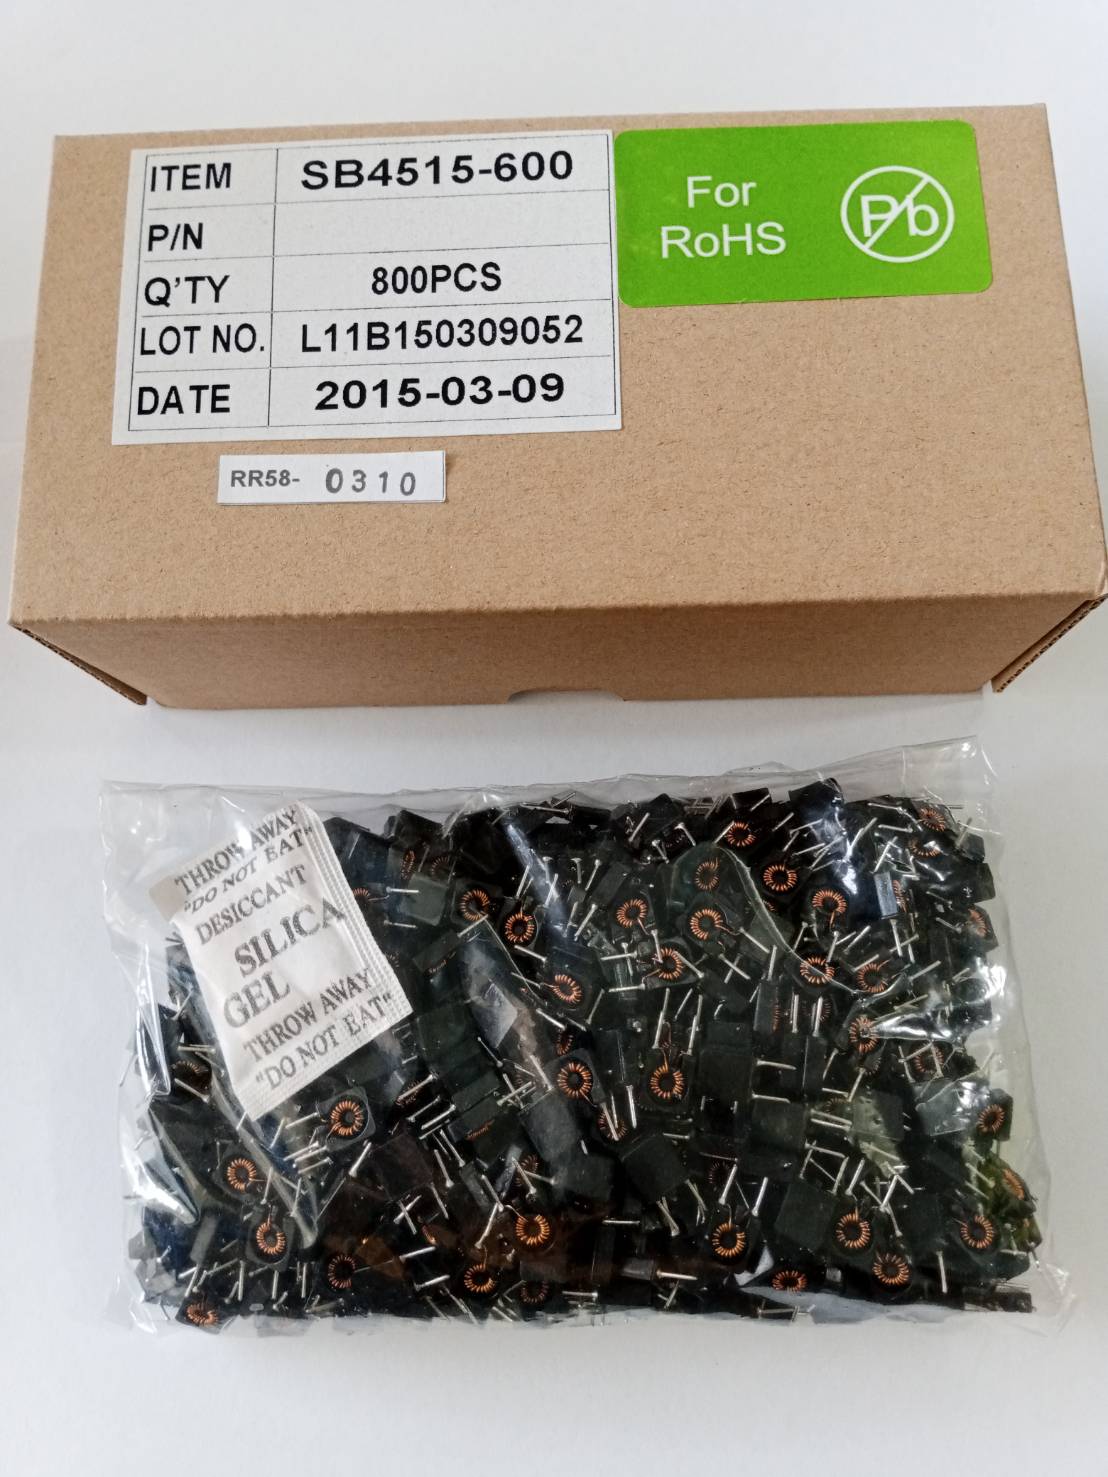 ITEM SB4515-600
P/N
Q'TY 800PCS
LOT NO. L11B150309052
DATE 2015-03-09
For
RoHS
Pb
RR58- 0310
THROW AWAY
"DO NOT EAT"
DESICCANT
SILICA
GEL
THROW AWAY
"DO NOT EAT"